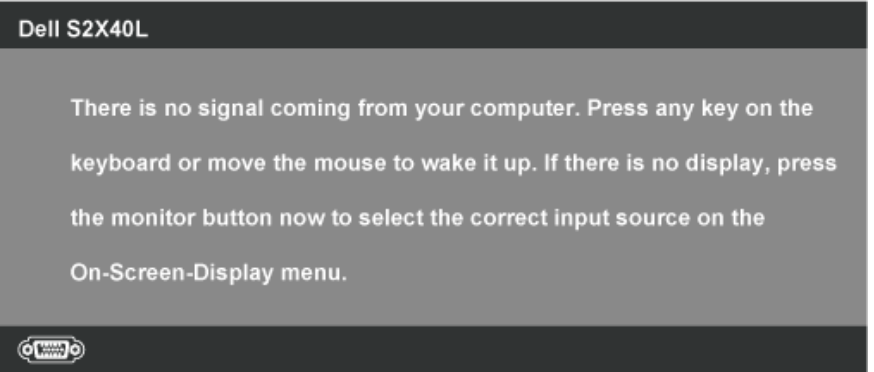 Dell S2X40L
There is no signal coming from your computer. Press any key on the
keyboard or move the mouse to wake it up. If there is no display, press
the monitor button now to select the correct input source on the
On-Screen-Display menu.